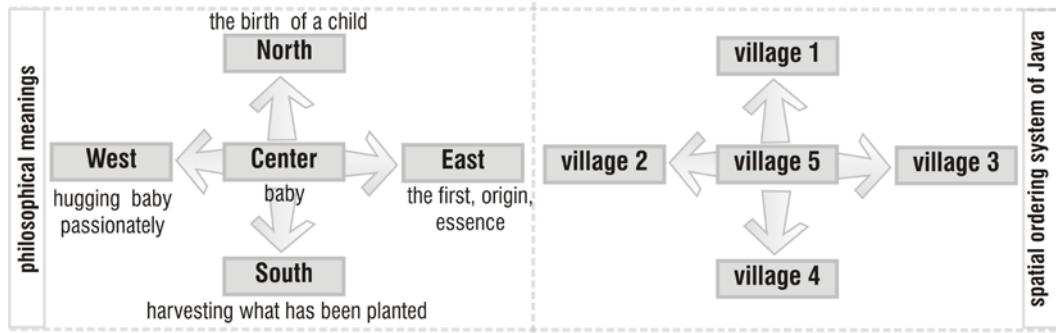 philosophical meanings
the birth of a child
North
West
Center
East
hugging baby
passionately
baby
the first, origin,
essence
South
harvesting what has been planted
village 1
village 2
village 5
village 3
village 4
spatial ordering system of Java